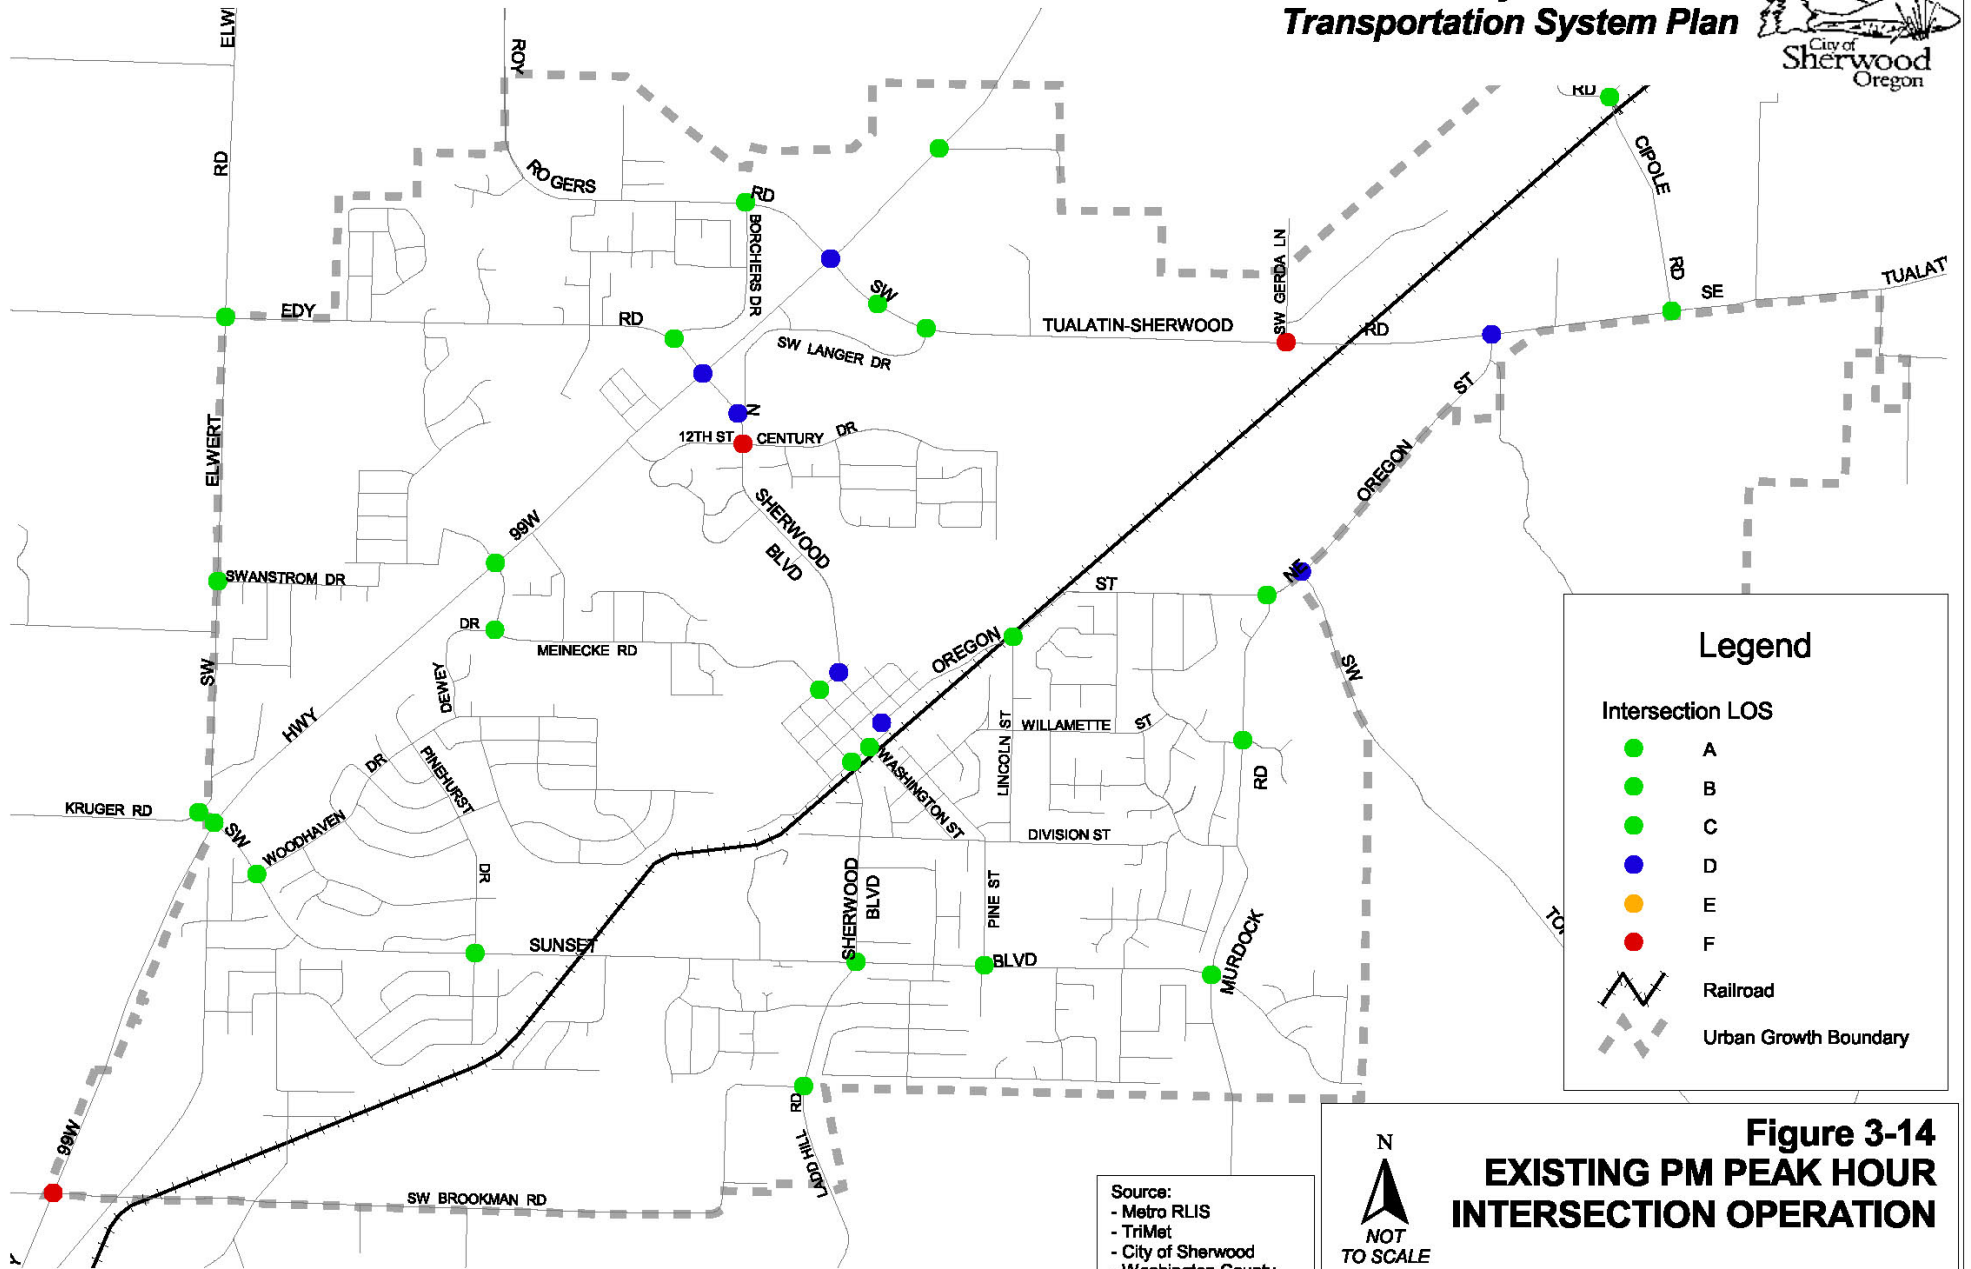 Transportation System Plan
City of
Sherwood
Oregon
ROY
RD
ROGERS
RD
BORCHERS DR
RD
CIPOLE
RD
EDY
RD
SW
SW LANGER DR
TUALATIN-SHERWOOD
SW GERDA LN
RD
SE
ELWERT
N
12TH ST
CENTURY
DR
SHERWOOD
BLVD
99W
HWY
SWANSTROM DR
SW
DR
MEINECKE RD
DEWEY
OREGON
ST
NE
OREGON
ST
SW
WILLAMETTE
ST
LINCOLN ST
WASHINGTON ST
DIVISION ST
RD
KRUGER RD
SW
WOODHAVEN
DR
PINEHURST
DR
SHERWOOD
BLVD
PINE ST
SUNSET
BLVD
MURDOCK
RD
LADD HILL
99W
SW BROOKMAN RD
Legend
Intersection LOS
A
B
C
D
E
F
Railroad
Urban Growth Boundary
Source:
- Metro RLIS
- TriMet
- City of Sherwood
- Washington County
N
NOT
TO SCALE
Figure 3-14
EXISTING PM PEAK HOUR
INTERSECTION OPERATION